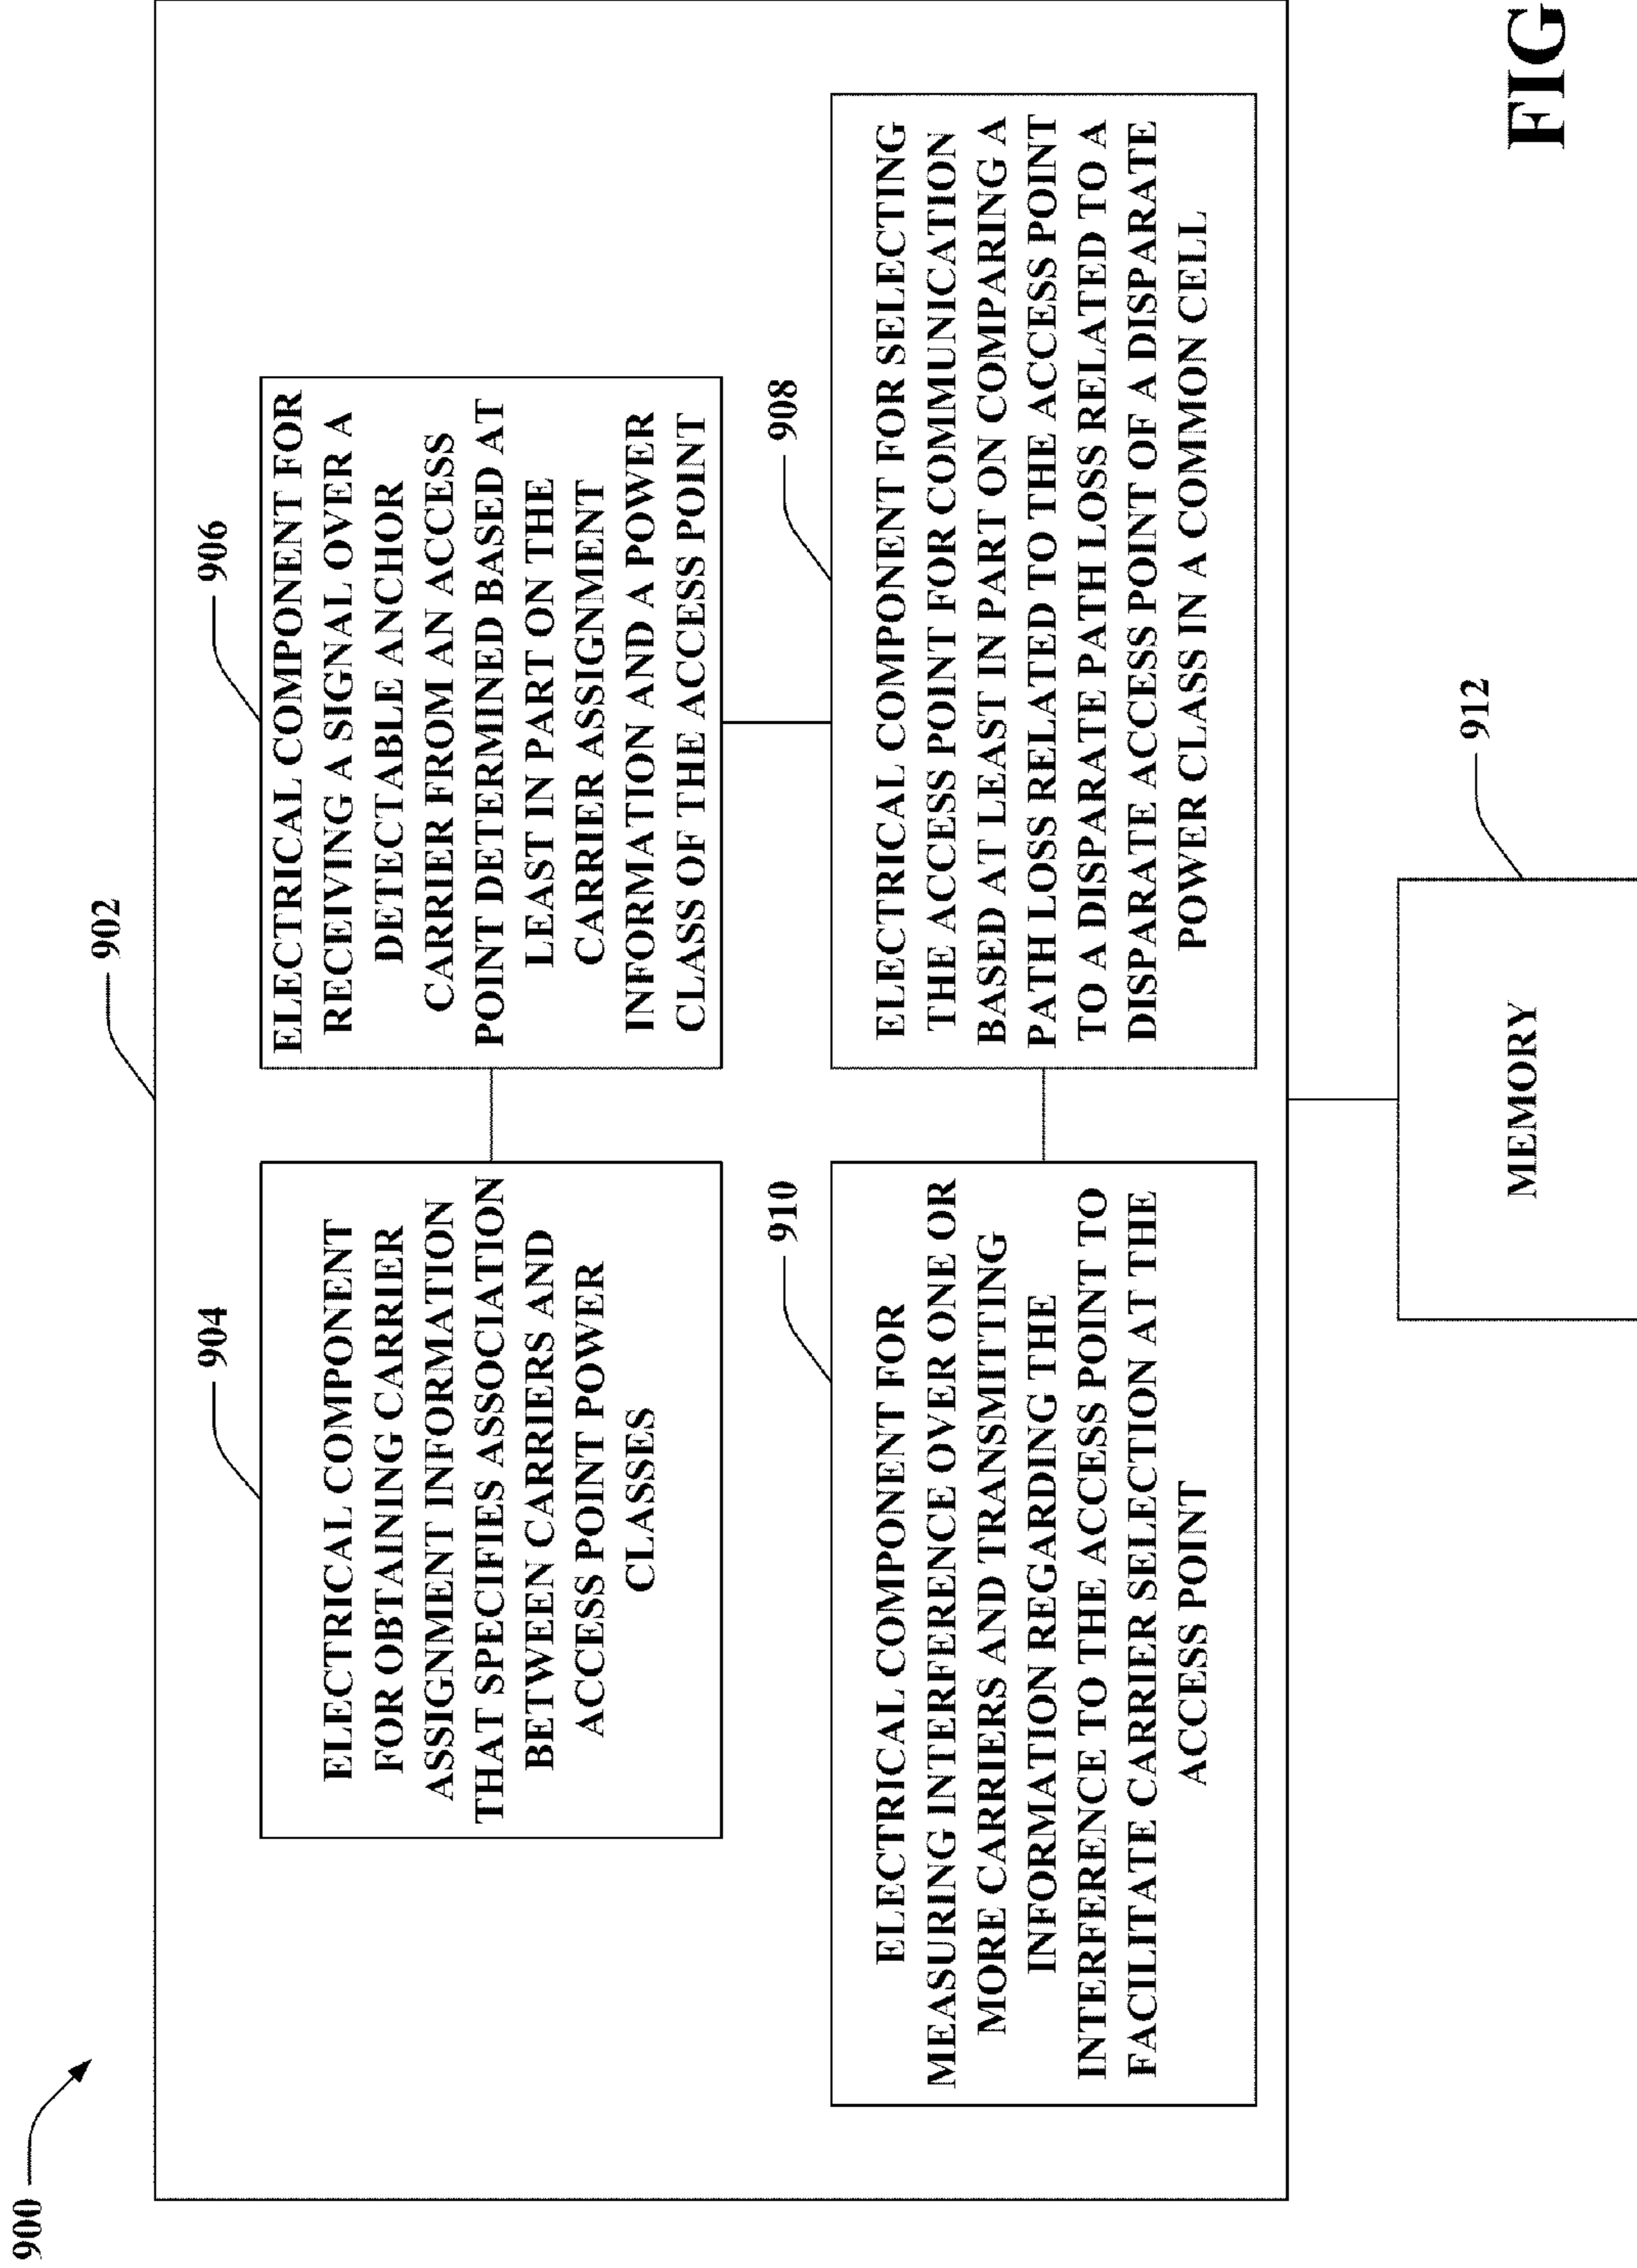 900
902
904
ELECTRICAL COMPONENT
FOR OBTAINING CARRIER
ASSIGNMENT INFORMATION
THAT SPECIFIES ASSOCIATION
BETWEEN CARRIERS AND
ACCESS POINT POWER
CLASSES
906
ELECTRICAL COMPONENT FOR
RECEIVING A SIGNAL OVER A
DETECTABLE ANCHOR
CARRIER FROM AN ACCESS
POINT DETERMINED BASED AT
LEAST IN PART ON THE
CARRIER ASSIGNMENT
INFORMATION AND A POWER
CLASS OF THE ACCESS POINT
910
ELECTRICAL COMPONENT FOR
MEASURING INTERFERENCE OVER ONE OR
MORE CARRIERS AND TRANSMITTING
INFORMATION REGARDING THE
INTERFERENCE TO THE ACCESS POINT TO
FACILITATE CARRIER SELECTION AT THE
ACCESS POINT
908
ELECTRICAL COMPONENT FOR SELECTING
THE ACCESS POINT FOR COMMUNICATION
BASED AT LEAST IN PART ON COMPARING A
PATH LOSS RELATED TO THE ACCESS POINT
TO A DISPARATE PATH LOSS RELATED TO A
DISPARATE ACCESS POINT OF A DISPARATE
POWER CLASS IN A COMMON CELL
912
MEMORY
FIG